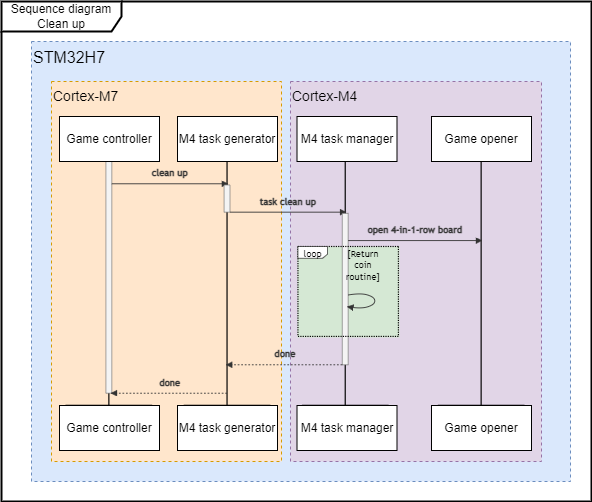 Sequence diagram
Clean up
STM32H7
Cortex-M7
Cortex-M4
Game controller
M4 task generator
M4 task manager
Game opener
clean up
task clean up
open 4-in-1-row board
loop
[Return
coin
routine]
done
done
Game controller
M4 task generator
M4 task manager
Game opener